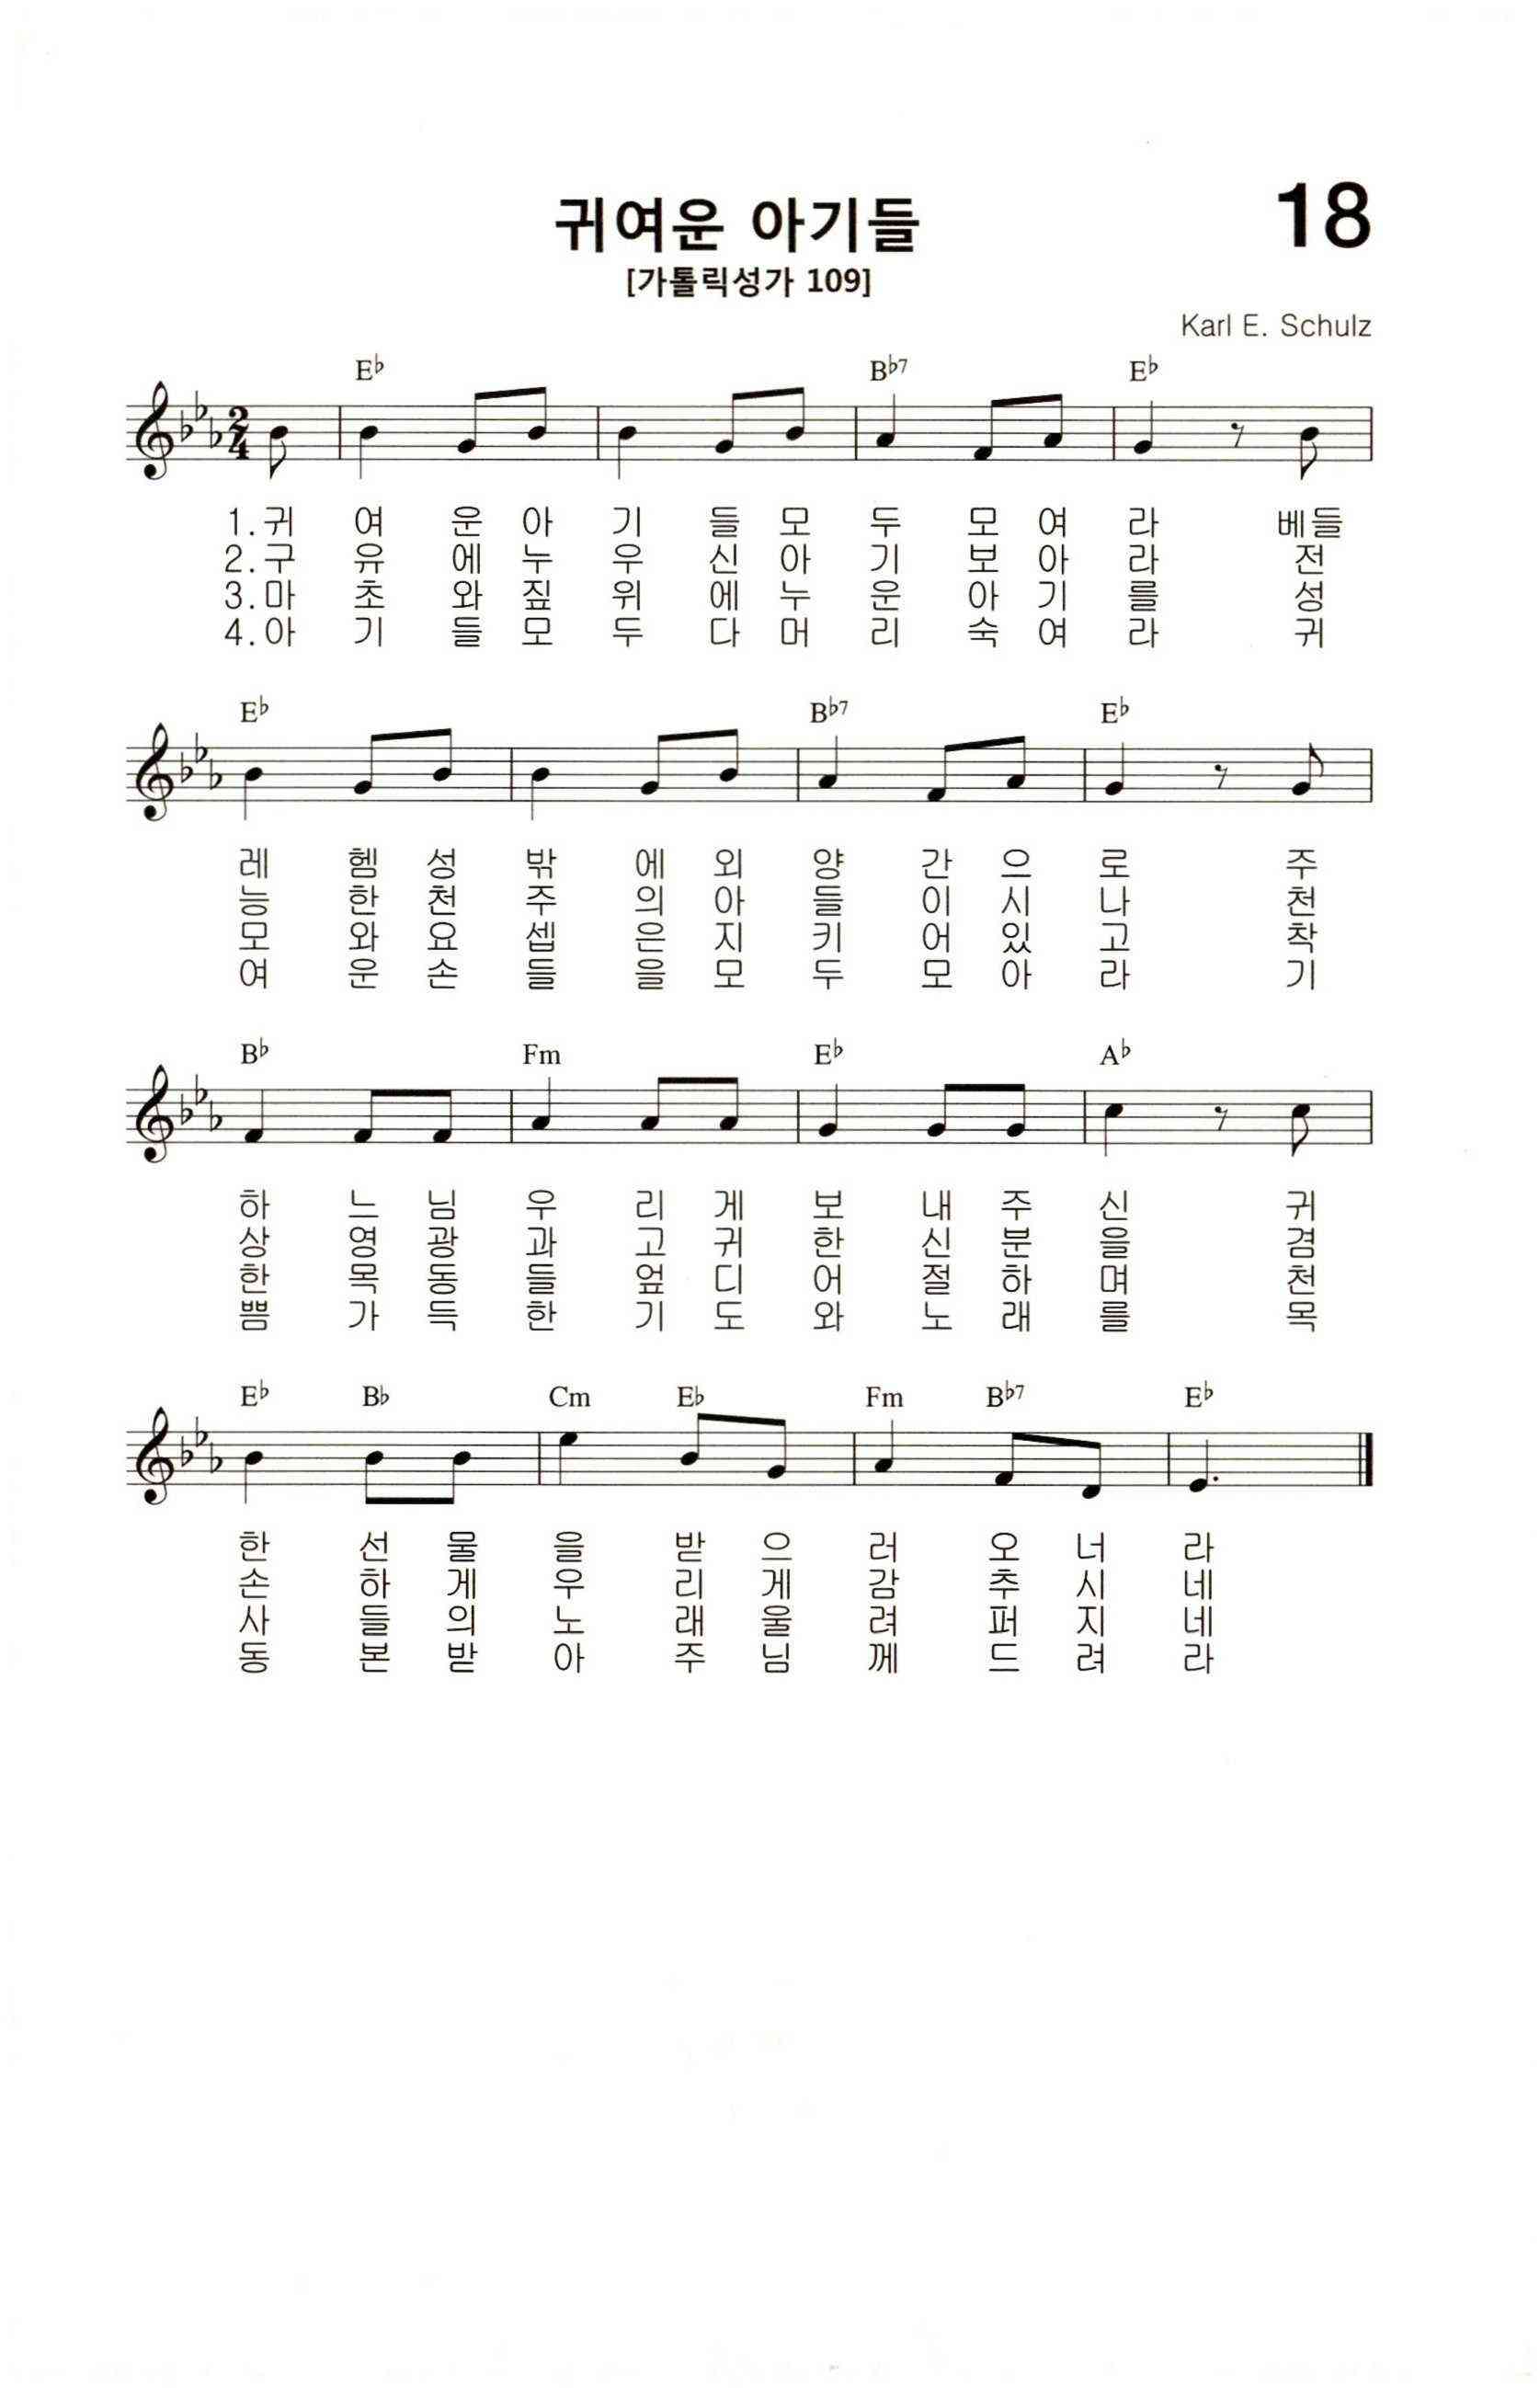 귀여운 아기들
18
[가톨릭성가 109]
Karl E. Schulz
E♭ B♭7 E♭
2
4
1.귀 여 운 아 기 들 모 두 모 여 라 베들
2.구 유 에 누 우 신 아 기 보 아 라 전
3.마 초 와 짚 위 에 누 운 아 기 를 성
4.아 기 들 모 두 다 머 리 숙 여 라 귀
E♭ B♭7 E♭
레 헴 성 밖 에 외 양 간 으 로 주
능 한 천 주 의 아 들 이 시 나 천
모 와 요 셉 은 지 키 어 있 고 착
여 운 손 들 을 모 두 모 아 라 기
B♭ Fm E♭ A♭
하 느 님 우 리 게 보 내 주 신 귀
상 영 광 과 고 귀 한 신 분 을 겸
한 목 동 들 엎 디 어 절 하 며 천
쁨 가 득 한 기 도 와 노 래 를 목
E♭ B♭ Cm E♭ Fm B♭7 E♭
한 선 물 을 받 으 러 오 너 라
손 하 게 우 리 게 감 추 시 네
사 들 의 노 래 울 려 퍼 지 네
동 본 받 아 주 님 께 드 려 라